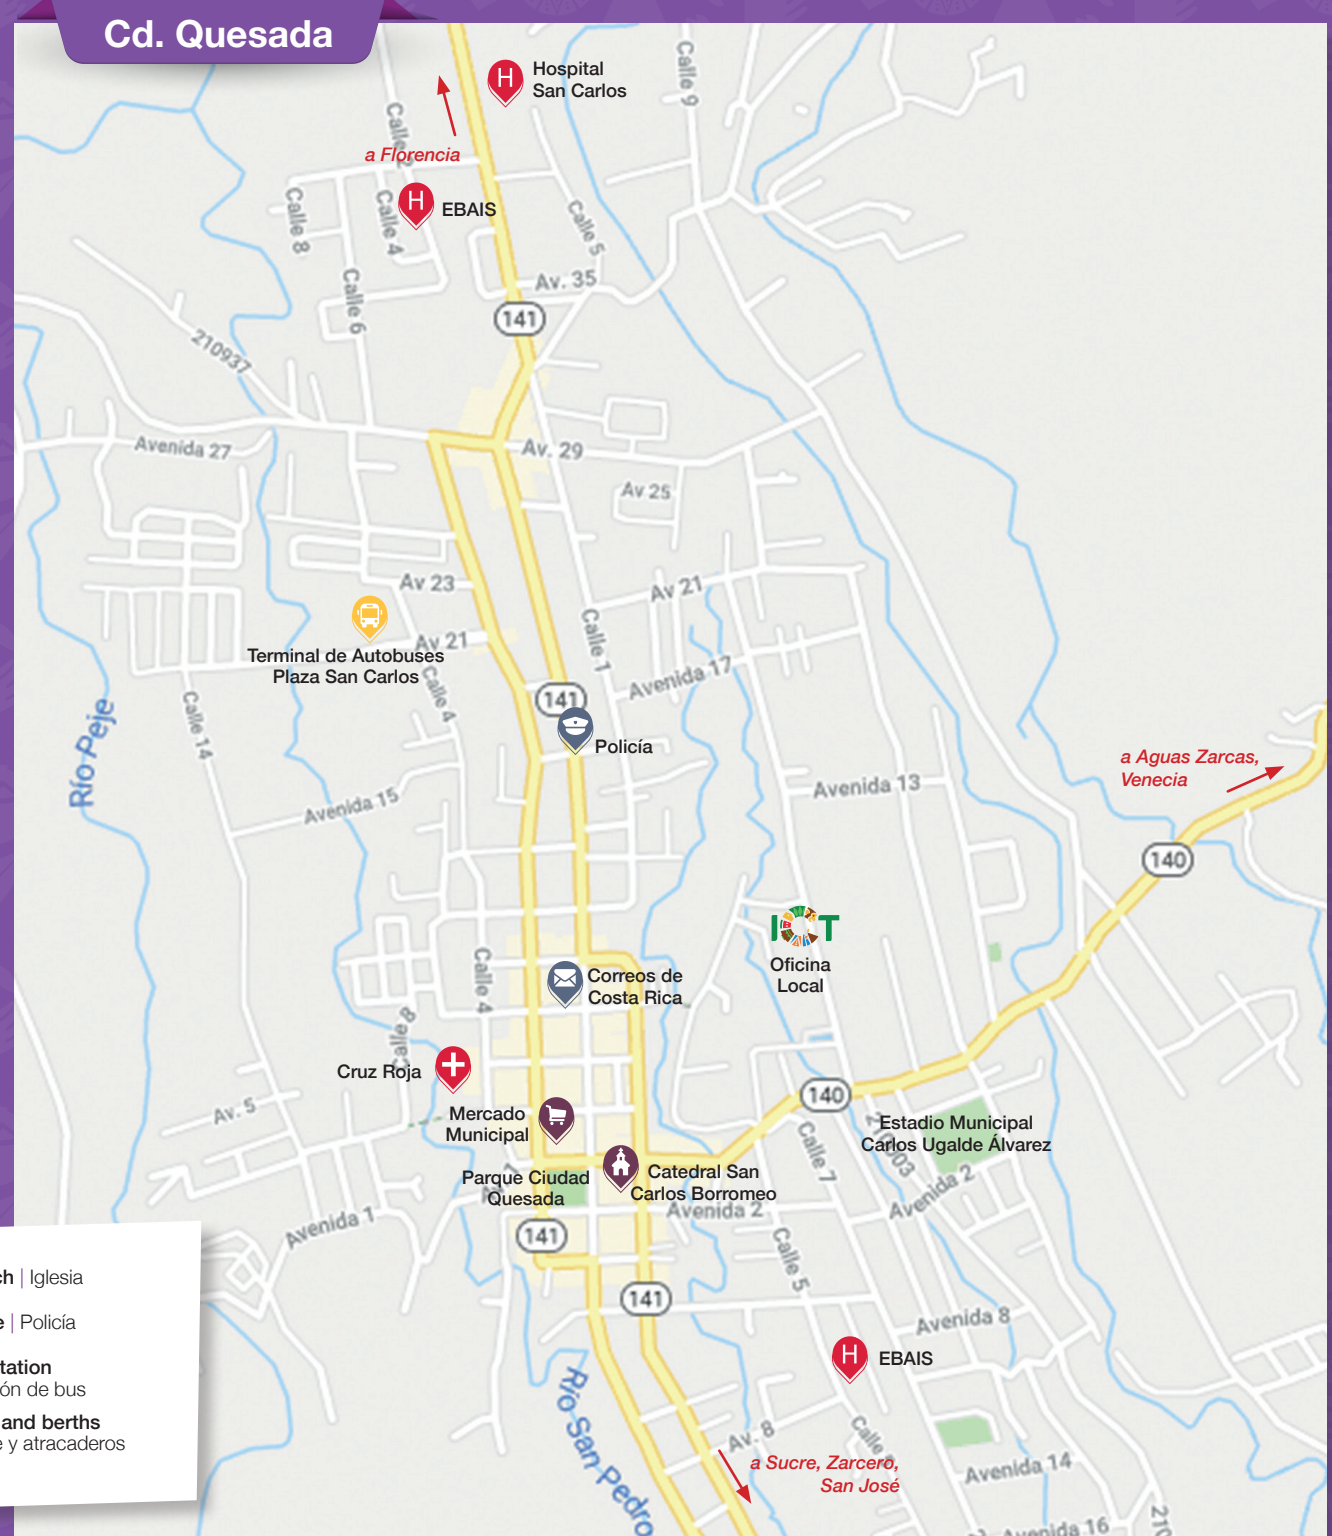 Cd. Quesada
Hospital
San Carlos
Calle 9
Calle 2
a Florencia
EBAIS
Calle 8
Calle 4
Calle 5
Calle 6
Av. 35
141
210937
Avenida 27
Av. 29
Av 25
Av 23
Av 21
Av 21
Calle 1
Terminal de Autobuses
Plaza San Carlos
Calle 4
Avenida 17
141
Policía
Río Peje
Calle 14
a Aguas Zarcas,
Venecia
Avenida 13
Avenida 15
140
ICT
Oficina
Local
Correos de
Costa Rica
Calle 4
Calle 8
Cruz Roja
140
Av. 5
Mercado
Municipal
Estadio Municipal
Carlos Ugalde Álvarez
Calle 7
Parque Ciudad
Quesada
Catedral San
Carlos Borromeo
Avenida 2
Avenida 2
Avenida 1
141
Calle 5
141
ch | Iglesia
e | Policía
tation
ón de bus
and berths
e y atracaderos
Avenida 8
EBAIS
Río San Pedro
Av. 8
a Sucre, Zarcero,
San José
Avenida 14
Avenida 16
210